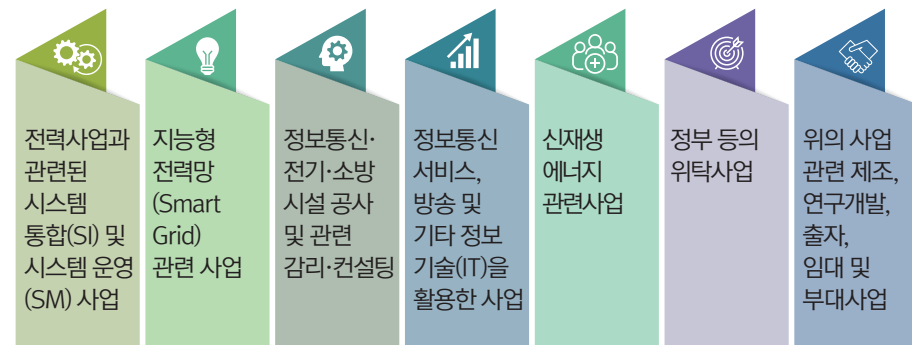 전력사업과
관련된
시스템
통합(SI) 및
시스템 운영
(SM) 사업
지능형
전력망
(Smart
Grid)
관련 사업
정보통신·
전기·소방
시설 공사
및 관련
감리·컨설팅
정보통신
서비스,
방송 및
기타 정보
기술(IT)을
활용한 사업
신재생
에너지
관련사업
정부 등의
위탁사업
위의 사업
관련 제조,
연구개발,
출자,
임대 및
부대사업